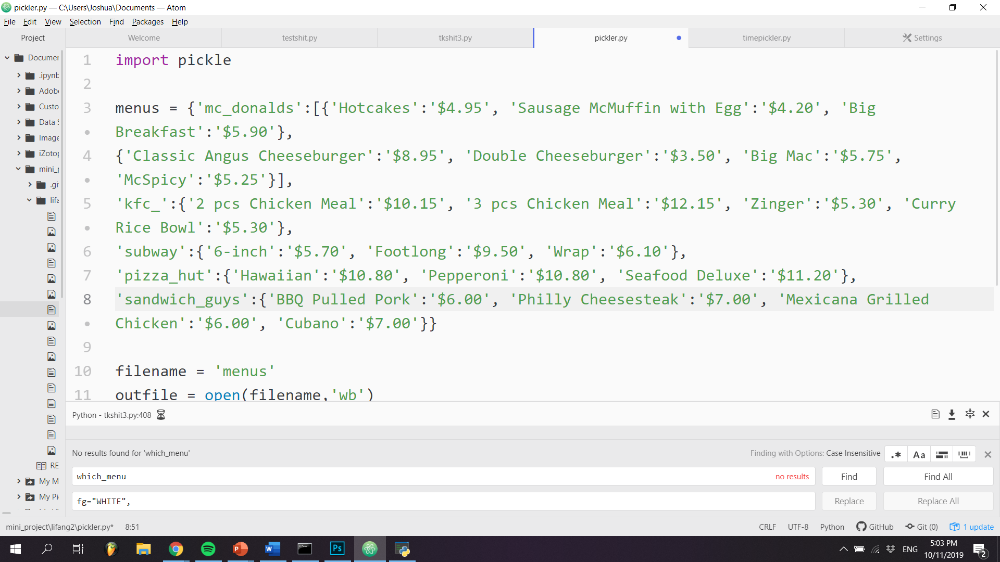 pickler.py — C:\Users\Joshua\Documents — Atom
File Edit View Selection Find Packages Help
Project
Welcome
testshit.py
tkshit3.py
pickler.py
timepickler.py
Settings
Documer
.ipynb
Adob
Custo
Data S
Image
iZotop
mini_p
.gi
lifa
RE
My M
My Pi
1 import pickle
2
3 menus = {'mc_donalds':[{'Hotcakes':'$4.95', 'Sausage McMuffin with Egg':'$4.20', 'Big
• Breakfast':'$5.90'},
4 {'Classic Angus Cheeseburger':'$8.95', 'Double Cheeseburger':'$3.50', 'Big Mac':'$5.75',
• 'McSpicy':'$5.25'}],
5 'kfc_':{'2 pcs Chicken Meal':'$10.15', '3 pcs Chicken Meal':'$12.15', 'Zinger':'$5.30', 'Curry
• Rice Bowl':'$5.30'},
6 'subway':{'6-inch':'$5.70', 'Footlong':'$9.50', 'Wrap':'$6.10'},
7 'pizza_hut':{'Hawaiian':'$10.80', 'Pepperoni':'$10.80', 'Seafood Deluxe':'$11.20'},
8 'sandwich_guys':{'BBQ Pulled Pork':'$6.00', 'Philly Cheesesteak':'$7.00', 'Mexicana Grilled
• Chicken':'$6.00', 'Cubano':'$7.00'}}
9
10 filename = 'menus'
11 outfile = open(filename,'wb')
Python - tkshit3.py:408
No results found for 'which_menu'
Finding with Options: Case Insensitive
.* Aa
which_menu
no results
Find
Find All
fg="WHITE",
Replace
Replace All
mini_project\lifang2\pickler.py* 8:51
CRLF UTF-8 Python GitHub Git (0) 1 update
P W Ps
ENG
5:03 PM
10/11/2019
2